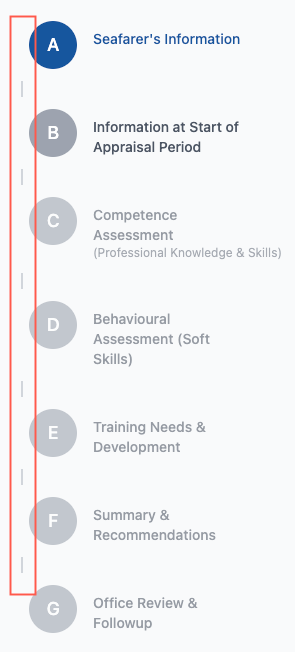 A
Seafarer's Information
B
Information at Start of
Appraisal Period
C
Competence
Assessment
(Professional Knowledge & Skills)
D
Behavioural
Assessment (Soft
Skills)
E
Training Needs &
Development
F
Summary &
Recommendations
G
Office Review &
Followup